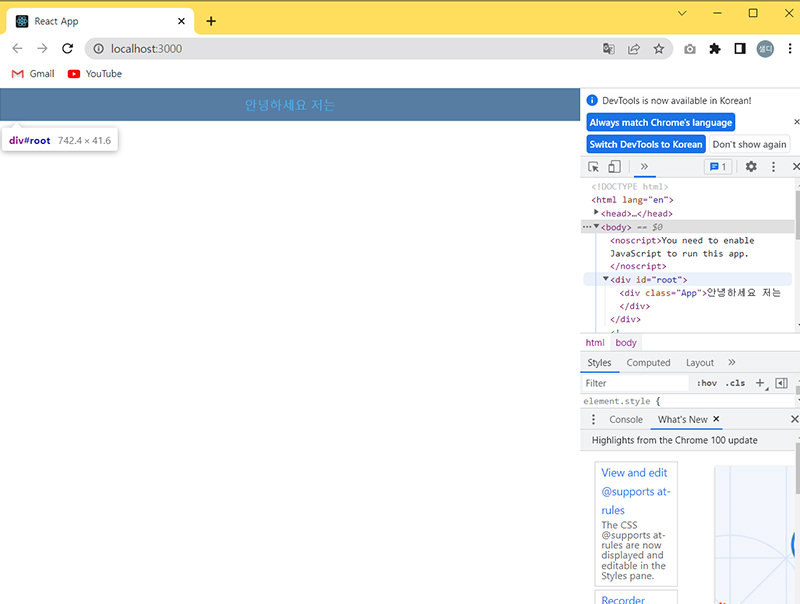 React App
localhost:3000
Gmail
YouTube
안녕하세요 저는
div#root 742.4 × 41.6
DevTools is now available in Korean!
Always match Chrome's language
Switch DevTools to Korean Don't show again
1
<!DOCTYPE html>
<html lang="en">
<head>…</head>
<body> == $0
<noscript>You need to enable
JavaScript to run this app.
</noscript>
<div id="root">
<div class="App">안녕하세요 저는
</div>
</div>
html body
Styles Computed Layout
Filter :hov .cls
element.style {
Console What's New
Highlights from the Chrome 100 update
View and edit
@supports at-
rules
The CSS
@supports at-
rules are now
displayed and
editable in the
Styles pane.
Recorder